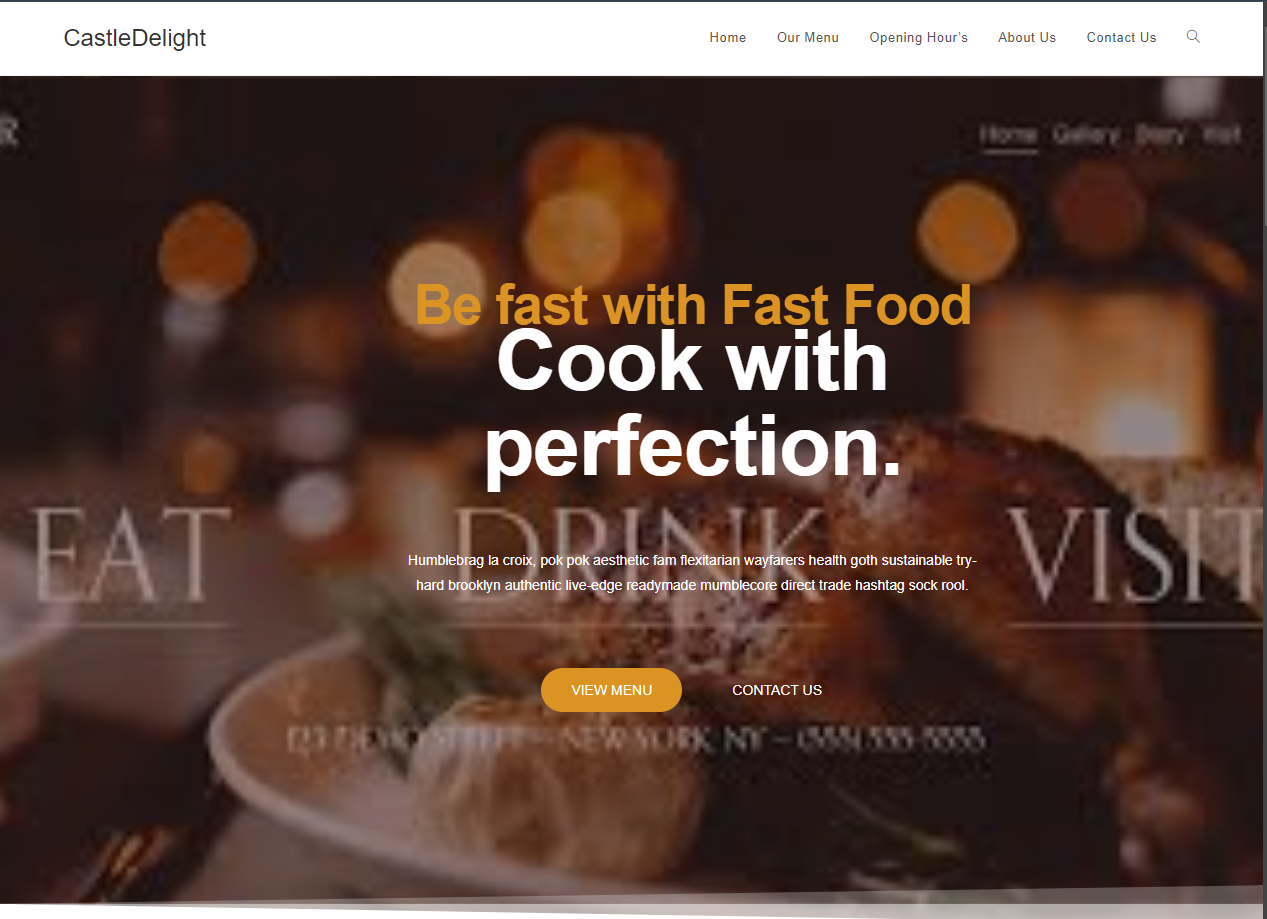 CastleDelight
Home Our Menu Opening Hour’s About Us Contact Us
R
Home Gallery Story Visit
Be fast with Fast Food
Cook with
perfection.
EAT DRINK VISIT
Humblebrag la croix, pok pok aesthetic fam flexitarian wayfarers health goth sustainable try-
hard brooklyn authentic live-edge readymade mumblecore direct trade hashtag sock rool.
VIEW MENU CONTACT US
NEW YORK NY – (555) 555-5555